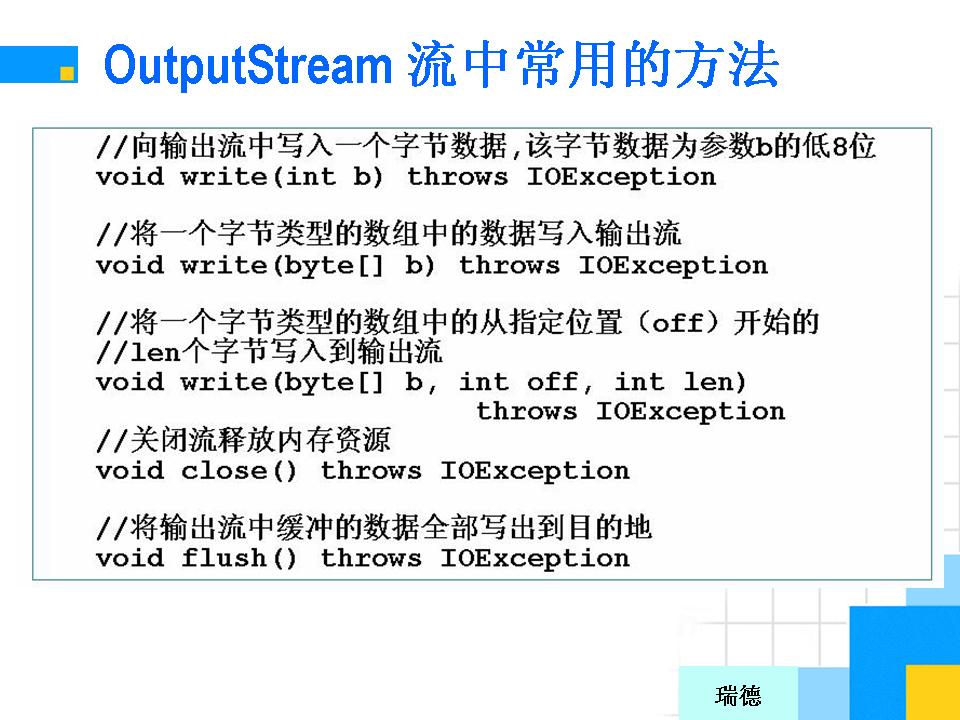 OutputStream 流中常用的方法
//向输出流中写入一个字节数据,该字节数据为参数b的低8位
void write(int b) throws IOException
//将一个字节类型的数组中的数据写入输出流
void write(byte[] b) throws IOException
//将一个字节类型的数组中的从指定位置（off）开始的
//len个字节写入到输出流
void write(byte[] b, int off, int len)
throws IOException
//关闭流释放内存资源
void close() throws IOException
//将输出流中缓冲的数据全部写出到目的地
void flush() throws IOException
瑞德